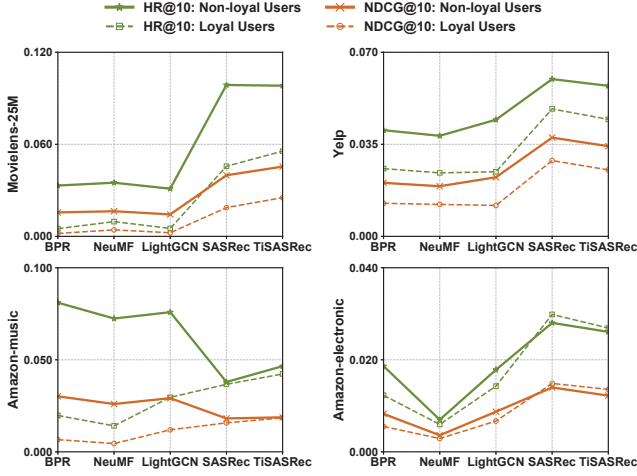 HR@10: Non-loyal Users NDCG@10: Non-loyal Users
HR@10: Loyal Users NDCG@10: Loyal Users
Movielens-25M
0.120
0.060
0.000
BPR NeuMF LightGCN SASRec TiSASRec
Yelp
0.070
0.035
0.000
BPR NeuMF LightGCN SASRec TiSASRec
Amazon-music
0.100
0.050
0.000
BPR NeuMF LightGCN SASRec TiSASRec
Amazon-electronic
0.040
0.020
0.000
BPR NeuMF LightGCN SASRec TiSASRec